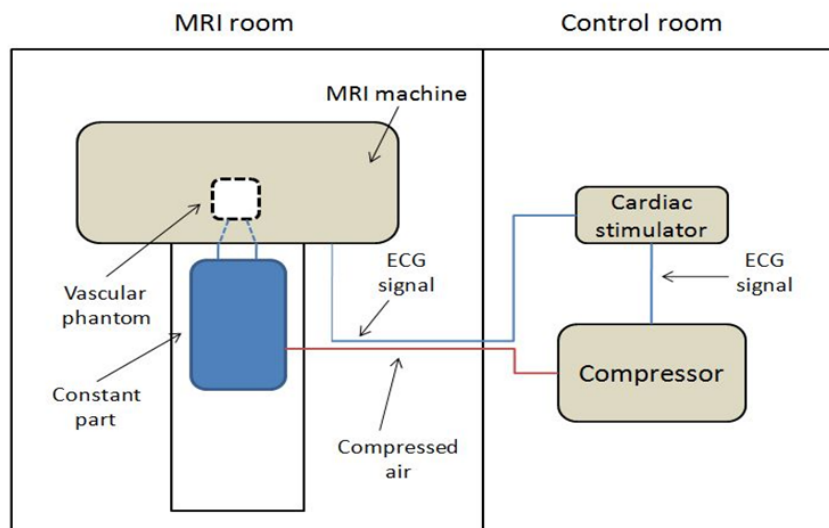 MRI room
Control room
MRI machine
Cardiac
stimulator
ECG
signal
ECG
signal
Vascular
phantom
Compressor
Constant
part
Compressed
air